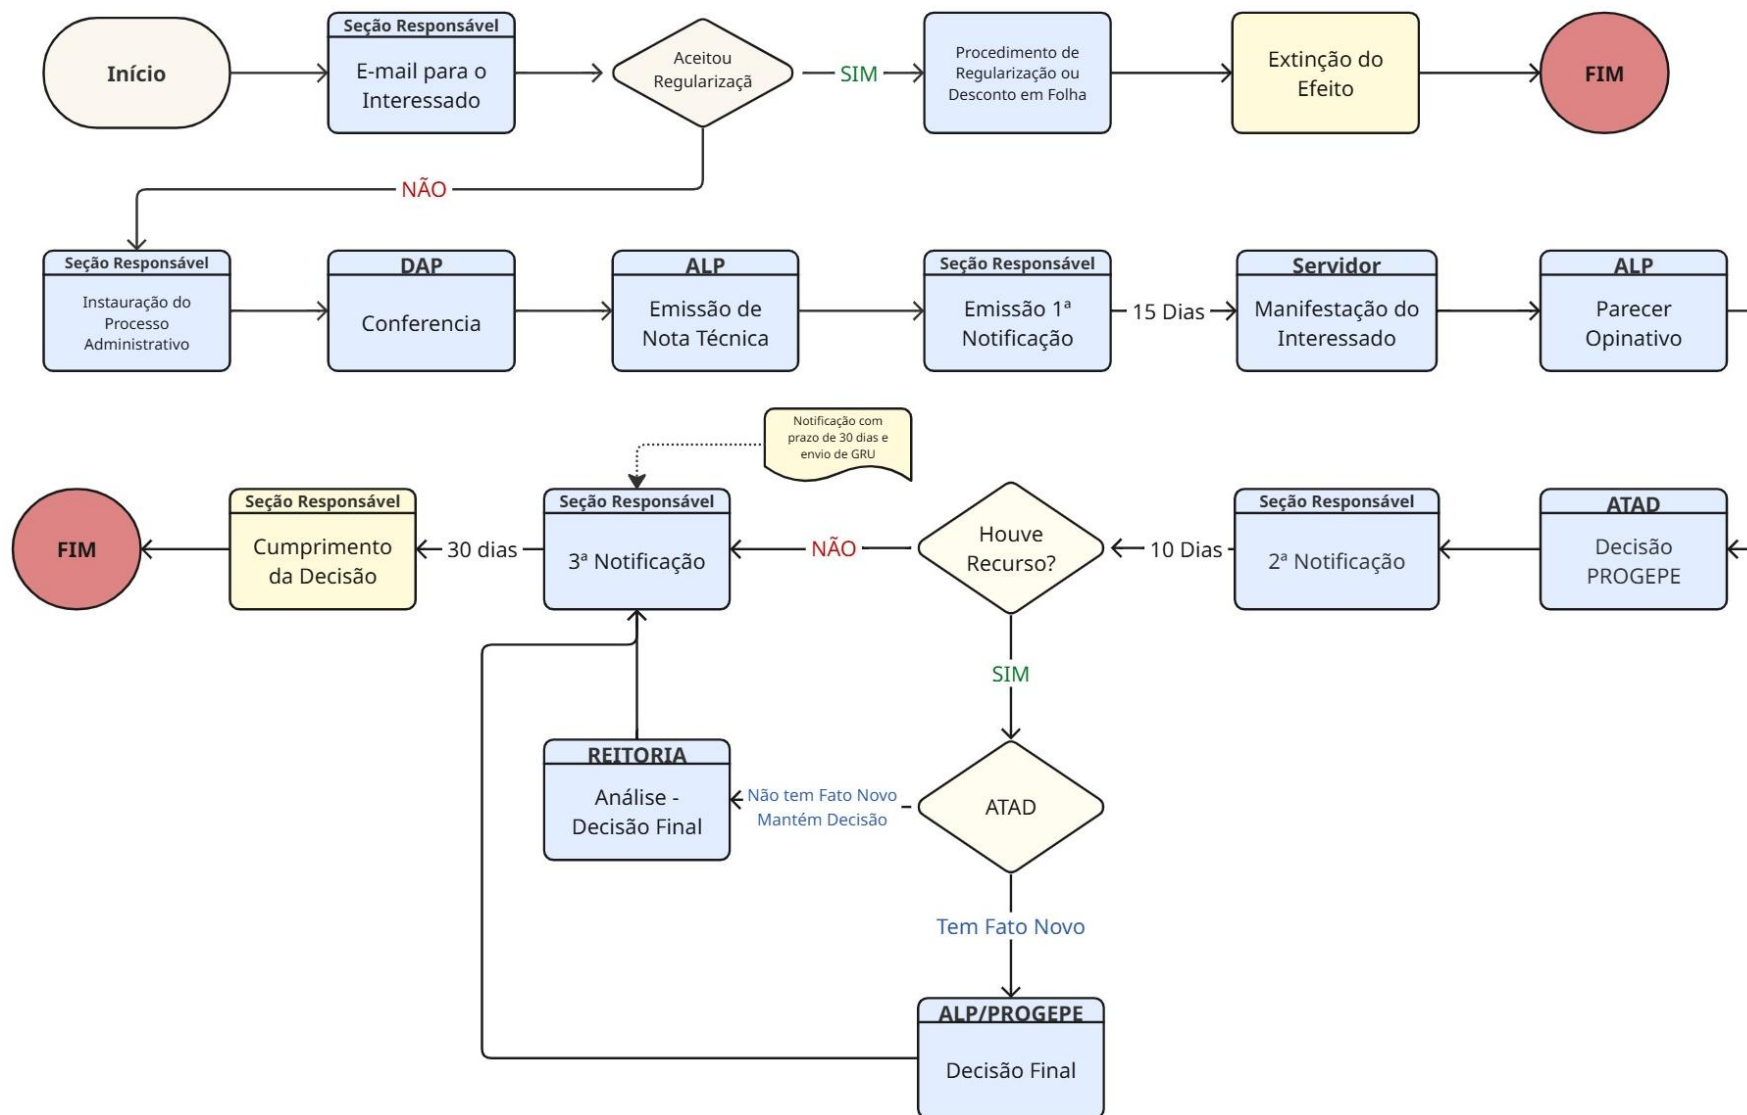 Início
Seção Responsável
E-mail para o
Interessado
Aceitou
Regularizaçã
SIM
Procedimento de
Regularização ou
Desconto em Folha
Extinção do
Efeito
FIM
NÃO
Seção Responsável
Instauração do
Processo
Administrativo
DAP
Conferencia
ALP
Emissão de
Nota Técnica
Seção Responsável
Emissão 1ª
Notificação
15 Dias
Servidor
Manifestação do
Interessado
ALP
Parecer
Opinativo
Notificação com
prazo de 30 dias e
envio de GRU
FIM
Seção Responsável
Cumprimento
da Decisão
30 dias
Seção Responsável
3ª Notificação
NÃO
Houve
Recurso?
10 Dias
Seção Responsável
2ª Notificação
ATAD
Decisão
PROGEPE
SIM
REITORIA
Análise -
Decisão Final
Não tem Fato Novo
Mantém Decisão
ATAD
Tem Fato Novo
ALP/PROGEPE
Decisão Final